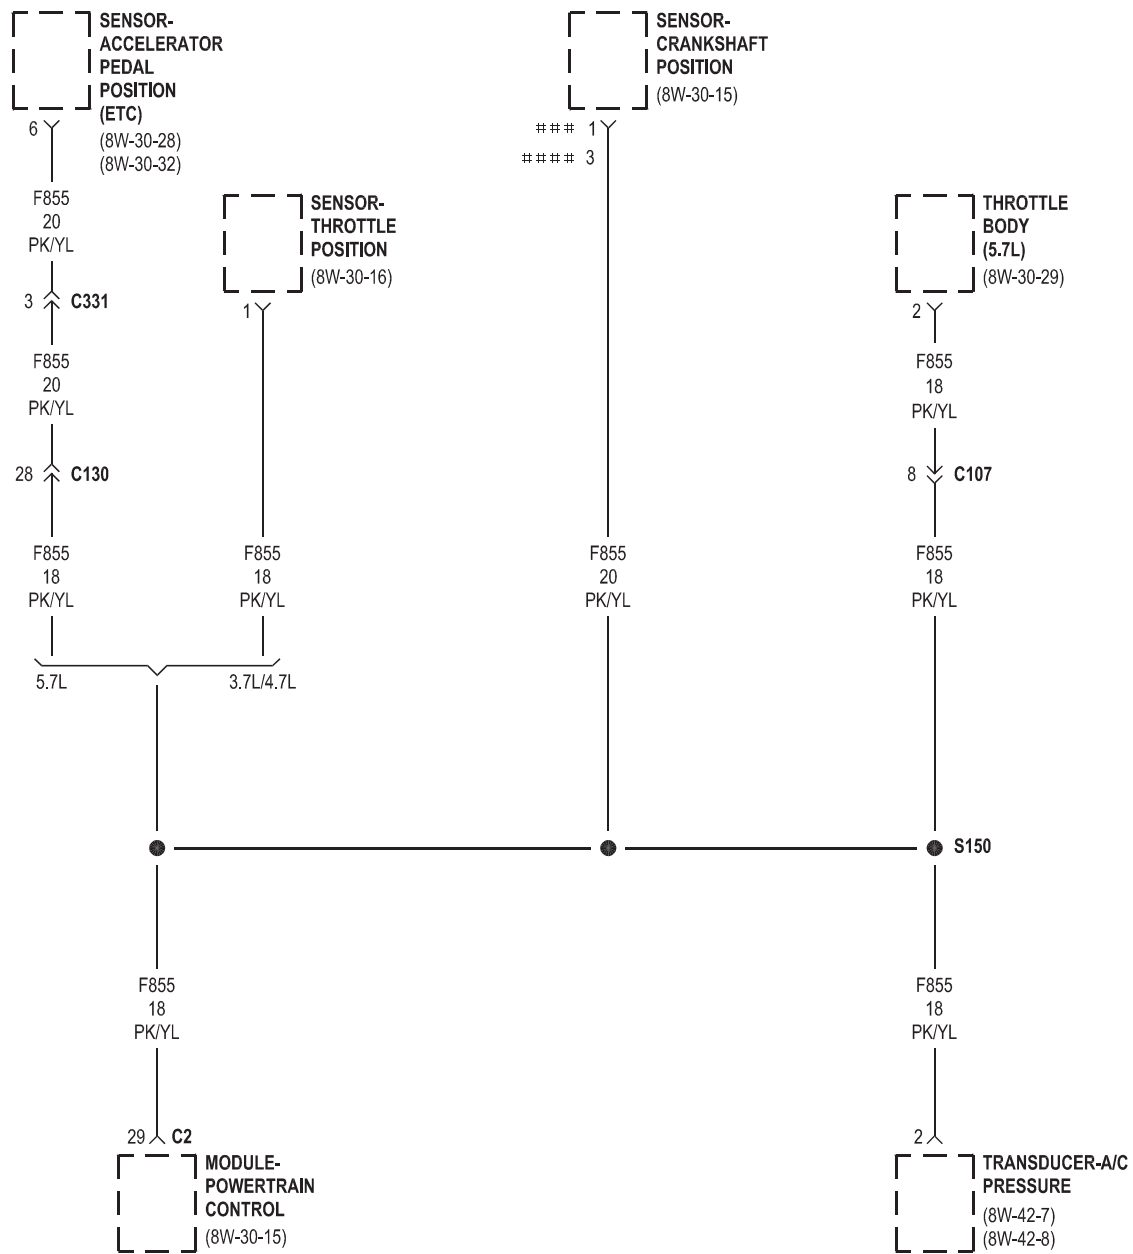 SENSOR-
ACCELERATOR
PEDAL
POSITION
(ETC)
(8W-30-28)
(8W-30-32)
6
F855
20
PK/YL
3 C331
F855
20
PK/YL
28 C130
F855
18
PK/YL
5.7L
SENSOR-
THROTTLE
POSITION
(8W-30-16)
1
F855
18
PK/YL
3.7L/4.7L
SENSOR-
CRANKSHAFT
POSITION
(8W-30-15)
### 1
#### 3
F855
20
PK/YL
THROTTLE
BODY
(5.7L)
(8W-30-29)
2
F855
18
PK/YL
8 C107
F855
18
PK/YL
S150
F855
18
PK/YL
29 C2
MODULE-
POWERTRAIN
CONTROL
(8W-30-15)
F855
18
PK/YL
2
TRANSDUCER-A/C
PRESSURE
(8W-42-7)
(8W-42-8)